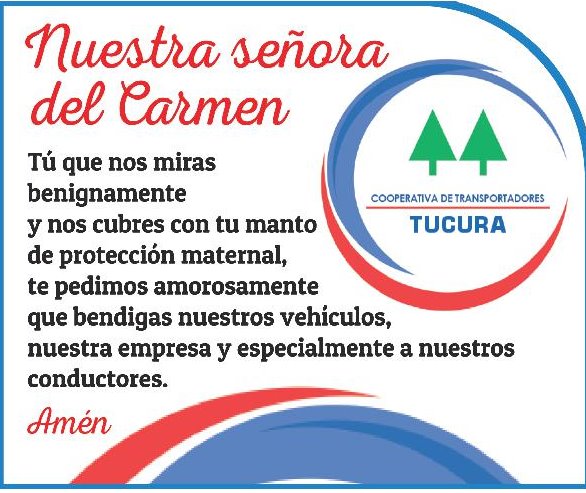 Nuestra señora
del Carmen
Tú que nos miras
benignamente
y nos cubres con tu manto
de protección maternal,
te pedimos amorosamente
que bendigas nuestros vehículos,
nuestra empresa y especialmente a nuestros
conductores.
Amén
COOPERATIVA DE TRANSPORTADORES
TUCURA